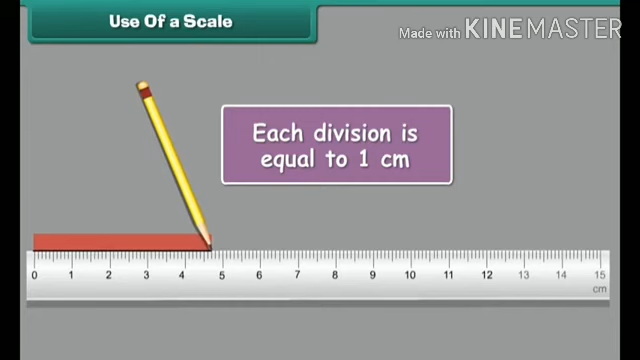 Use Of a Scale
Made with KINEMASTER
Each division is
equal to 1 cm
0 1 2 3 4 5 6 7 8 9 10 11 12 13 14 15
cm